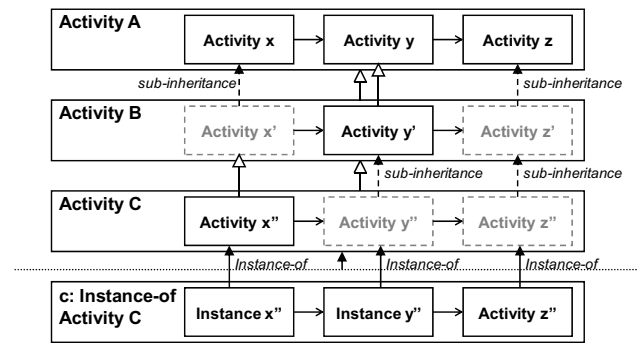 Activity A
Activity x
Activity y
Activity z
sub-inheritance
sub-inheritance
Activity B
Activity x'
Activity y'
Activity z'
sub-inheritance
sub-inheritance
Activity C
Activity x''
Activity y''
Activity z''
Instance-of
Instance-of
Instance-of
c: Instance-of
Activity C
Instance x''
Instance y''
Activity z''